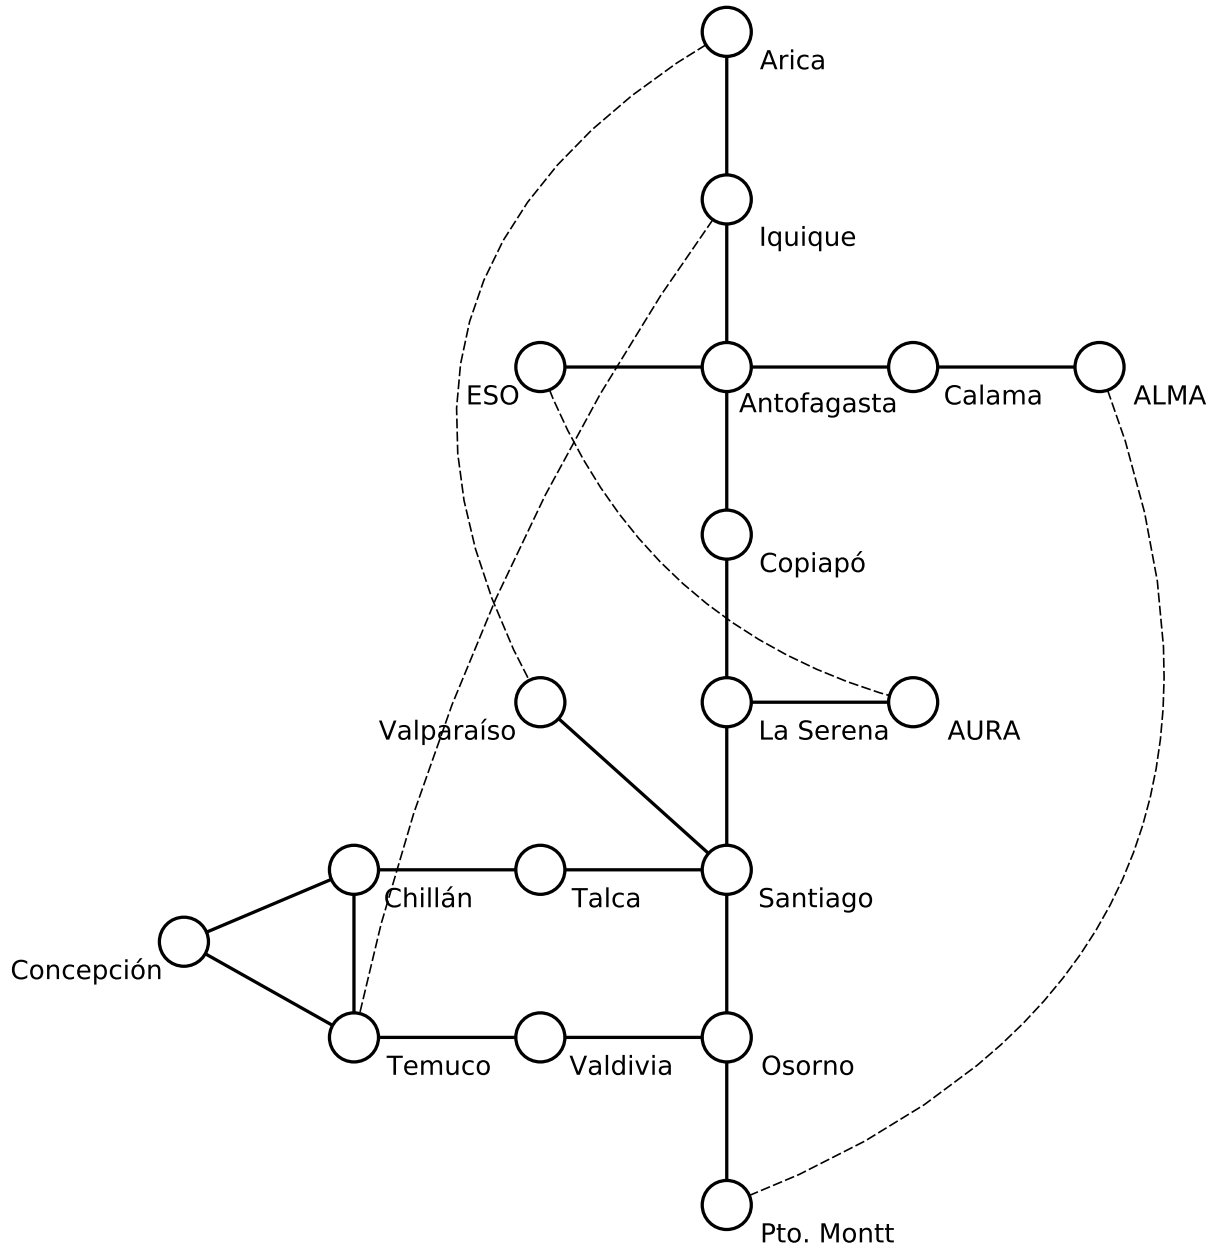 Arica
Iquique
ESO
Antofagasta
Calama
ALMA
Copiapó
Valparaíso
La Serena
AURA
Chillán
Talca
Santiago
Concepción
Temuco
Valdivia
Osorno
Pto. Montt